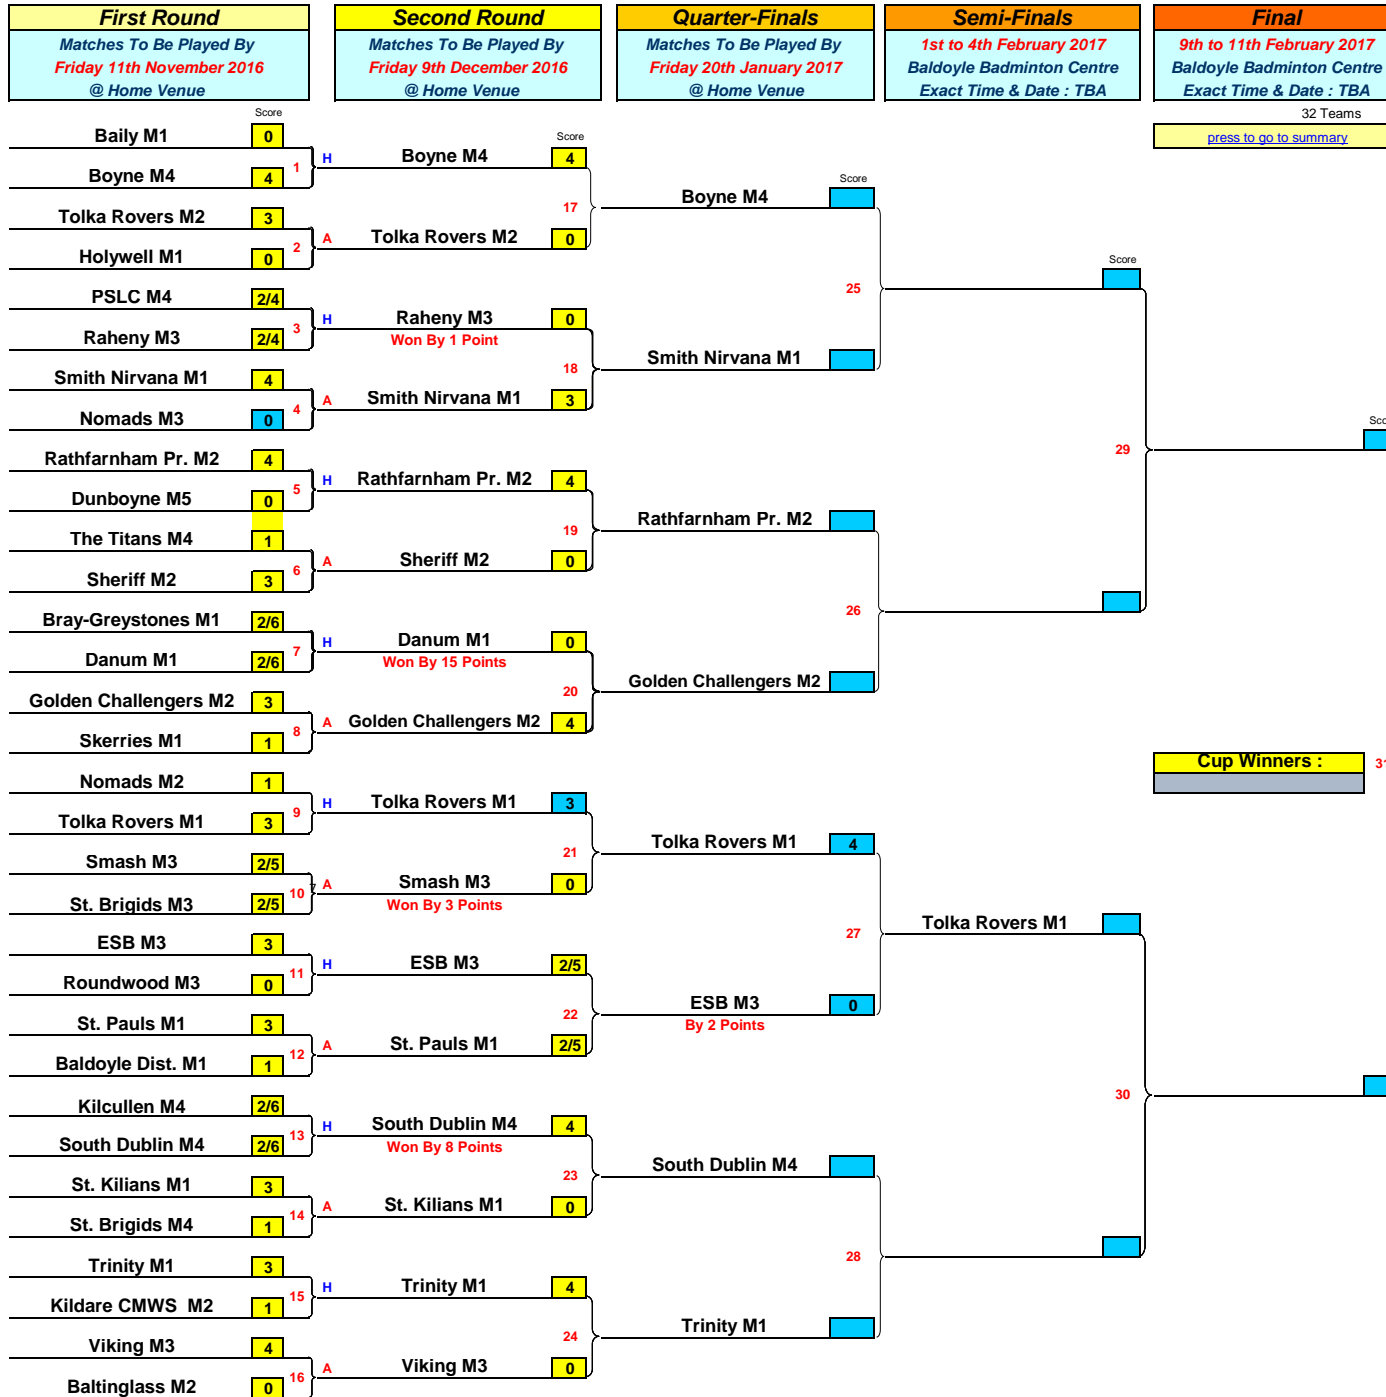 First Round
Second Round
Quarter-Finals
Semi-Finals
Final
Matches To Be Played By
Matches To Be Played By
Matches To Be Played By
1st to 4th February 2017
9th to 11th February 2017
Friday 11th November 2016
Friday 9th December 2016
Friday 20th January 2017
Baldoyle Badminton Centre
Baldoyle Badminton Centre
@ Home Venue
@ Home Venue
@ Home Venue
Exact Time & Date : TBA
Exact Time & Date : TBA
32 Teams
press to go to summary
Score
Baily M1 0
1
Boyne M4 4
Tolka Rovers M2 3
2
Holywell M1 0
PSLC M4 2/4
3
Raheny M3 2/4
Smith Nirvana M1 4
4
Nomads M3 0
Rathfarnham Pr. M2 4
5
Dunboyne M5 0
The Titans M4 1
6
Sheriff M2 3
Bray-Greystones M1 2/6
7
Danum M1 2/6
Golden Challengers M2 3
8
Skerries M1 1
Nomads M2 1
9
Tolka Rovers M1 3
Smash M3 2/5
10 7
St. Brigids M3 2/5
ESB M3 3
11
Roundwood M3 0
St. Pauls M1 3
12
Baldoyle Dist. M1 1
Kilcullen M4 2/6
13
South Dublin M4 2/6
St. Kilians M1 3
14
St. Brigids M4 1
Trinity M1 3
15
Kildare CMWS M2 1
Viking M3 4
16
Baltinglass M2 0
Score
H Boyne M4 4
17
A Tolka Rovers M2 0
H Raheny M3 0
Won By 1 Point
18
A Smith Nirvana M1 3
H Rathfarnham Pr. M2 4
19
A Sheriff M2 0
H Danum M1 0
Won By 15 Points
20
A Golden Challengers M2 4
H Tolka Rovers M1 3
21
A Smash M3 0
Won By 3 Points
H ESB M3 2/5
22
A St. Pauls M1 2/5
H South Dublin M4 4
Won By 8 Points
23
A St. Kilians M1 0
H Trinity M1 4
24
A Viking M3 0
Score
Boyne M4
25
Smith Nirvana M1
Rathfarnham Pr. M2
26
Golden Challengers M2
Tolka Rovers M1 4
27
ESB M3 0
By 2 Points
South Dublin M4
28
Trinity M1
Score
29
Tolka Rovers M1
30
Sco
Cup Winners : 31